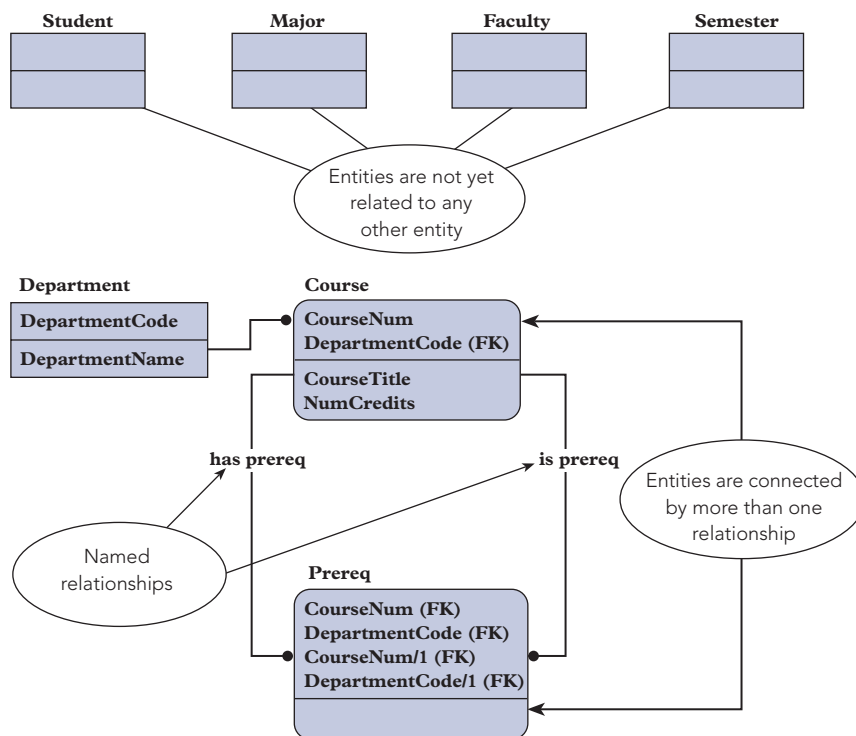 Student
Major
Faculty
Semester
Entities are not yet
related to any
other entity
Department
DepartmentCode
DepartmentName
Course
CourseNum
DepartmentCode (FK)
CourseTitle
NumCredits
has prereq
is prereq
Entities are connected
by more than one
relationship
Named
relationships
Prereq
CourseNum (FK)
DepartmentCode (FK)
CourseNum/1 (FK)
DepartmentCode/1 (FK)